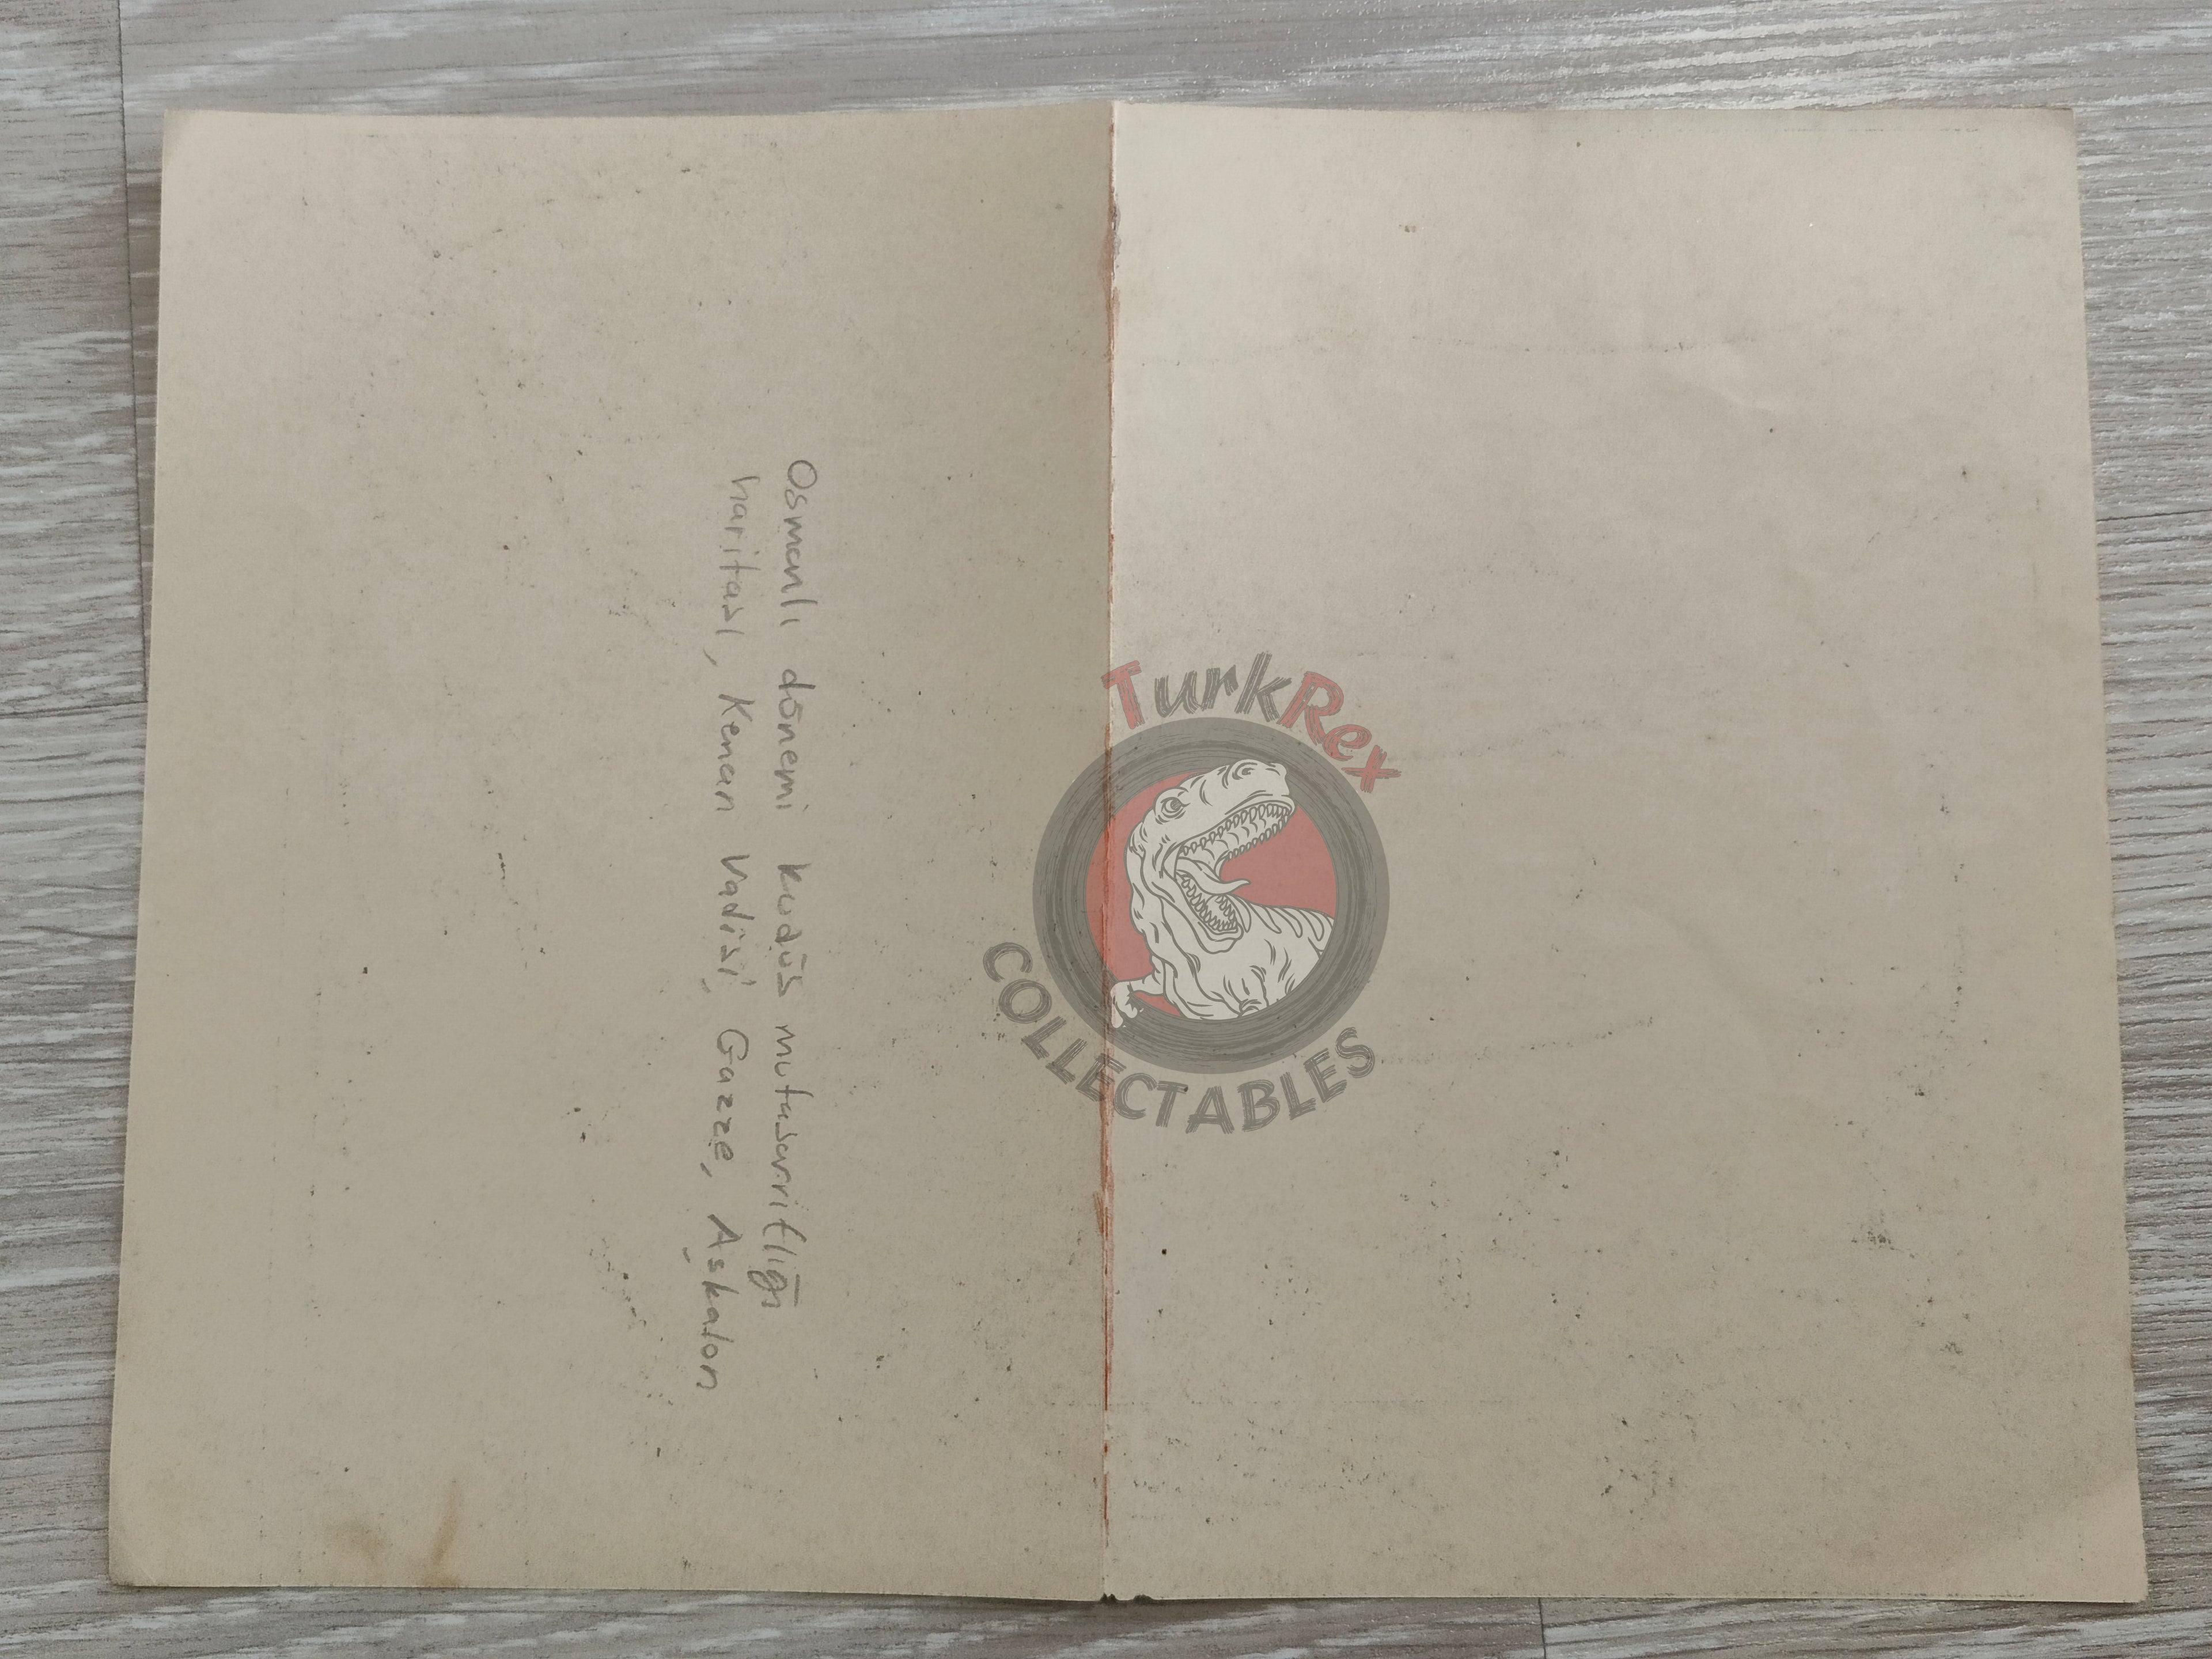 Osmanlı dönemi kudüs mutasarrıflığı
haritası, Kenan Vadisi, Gazze, Aşkalon
TurkRex
COLLECTABLES